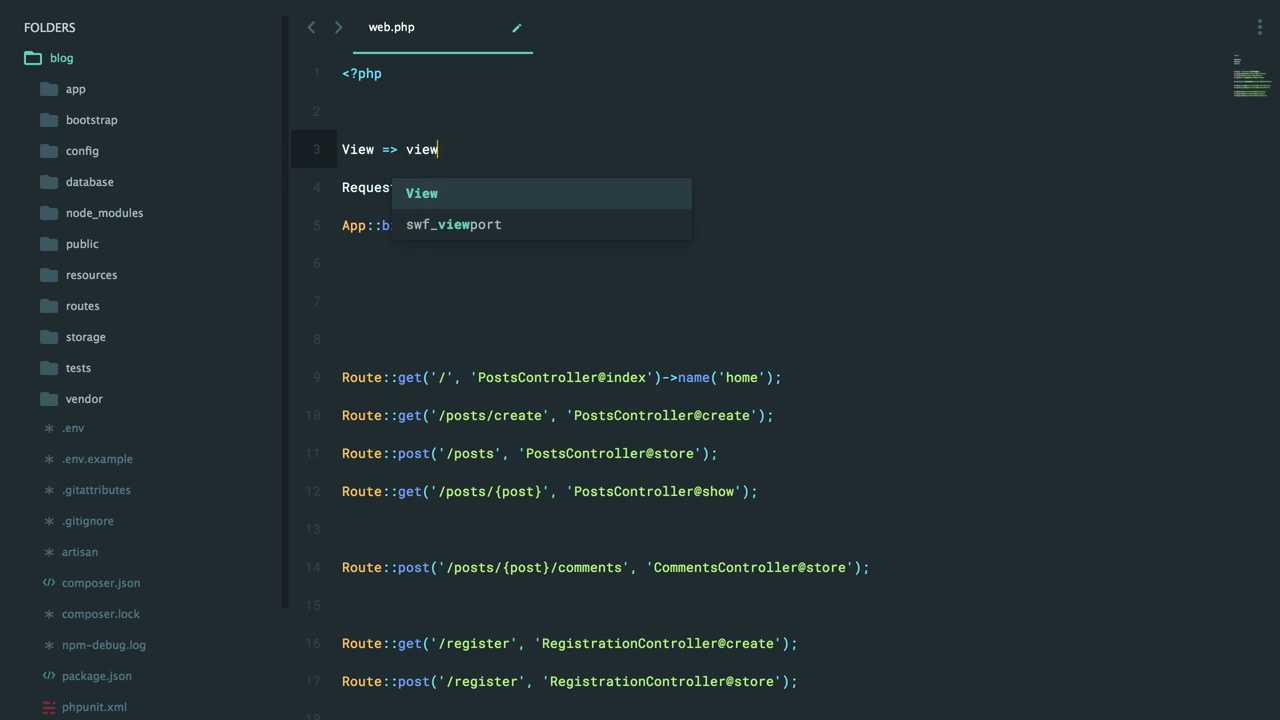 FOLDERS
blog
app
bootstrap
config
database
node_modules
public
resources
routes
storage
tests
vendor
.env
.env.example
.gitattributes
.gitignore
artisan
composer.json
composer.lock
npm-debug.log
package.json
phpunit.xml
web.php
1 <?php
2
3 View => view
4 Reques
5 App::b
View
swf_viewport
6
7
8
9 Route::get('/', 'PostsController@index')->name('home');
10 Route::get('/posts/create', 'PostsController@create');
11 Route::post('/posts', 'PostsController@store');
12 Route::get('/posts/{post}', 'PostsController@show');
13
14 Route::post('/posts/{post}/comments', 'CommentsController@store');
15
16 Route::get('/register', 'RegistrationController@create');
17 Route::post('/register', 'RegistrationController@store');
18